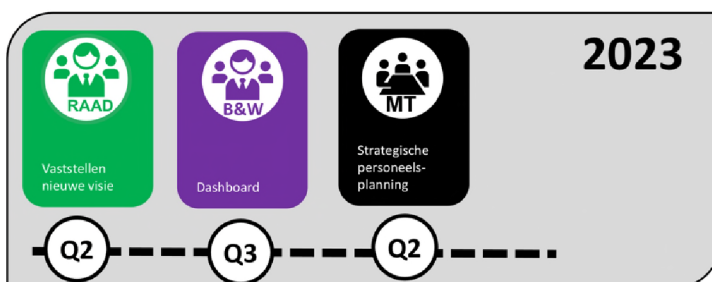 2023
RAAD
Vaststellen
nieuwe visie
B&W
Dashboard
MT
Strategische
personeels-
planning
Q2
Q3
Q2